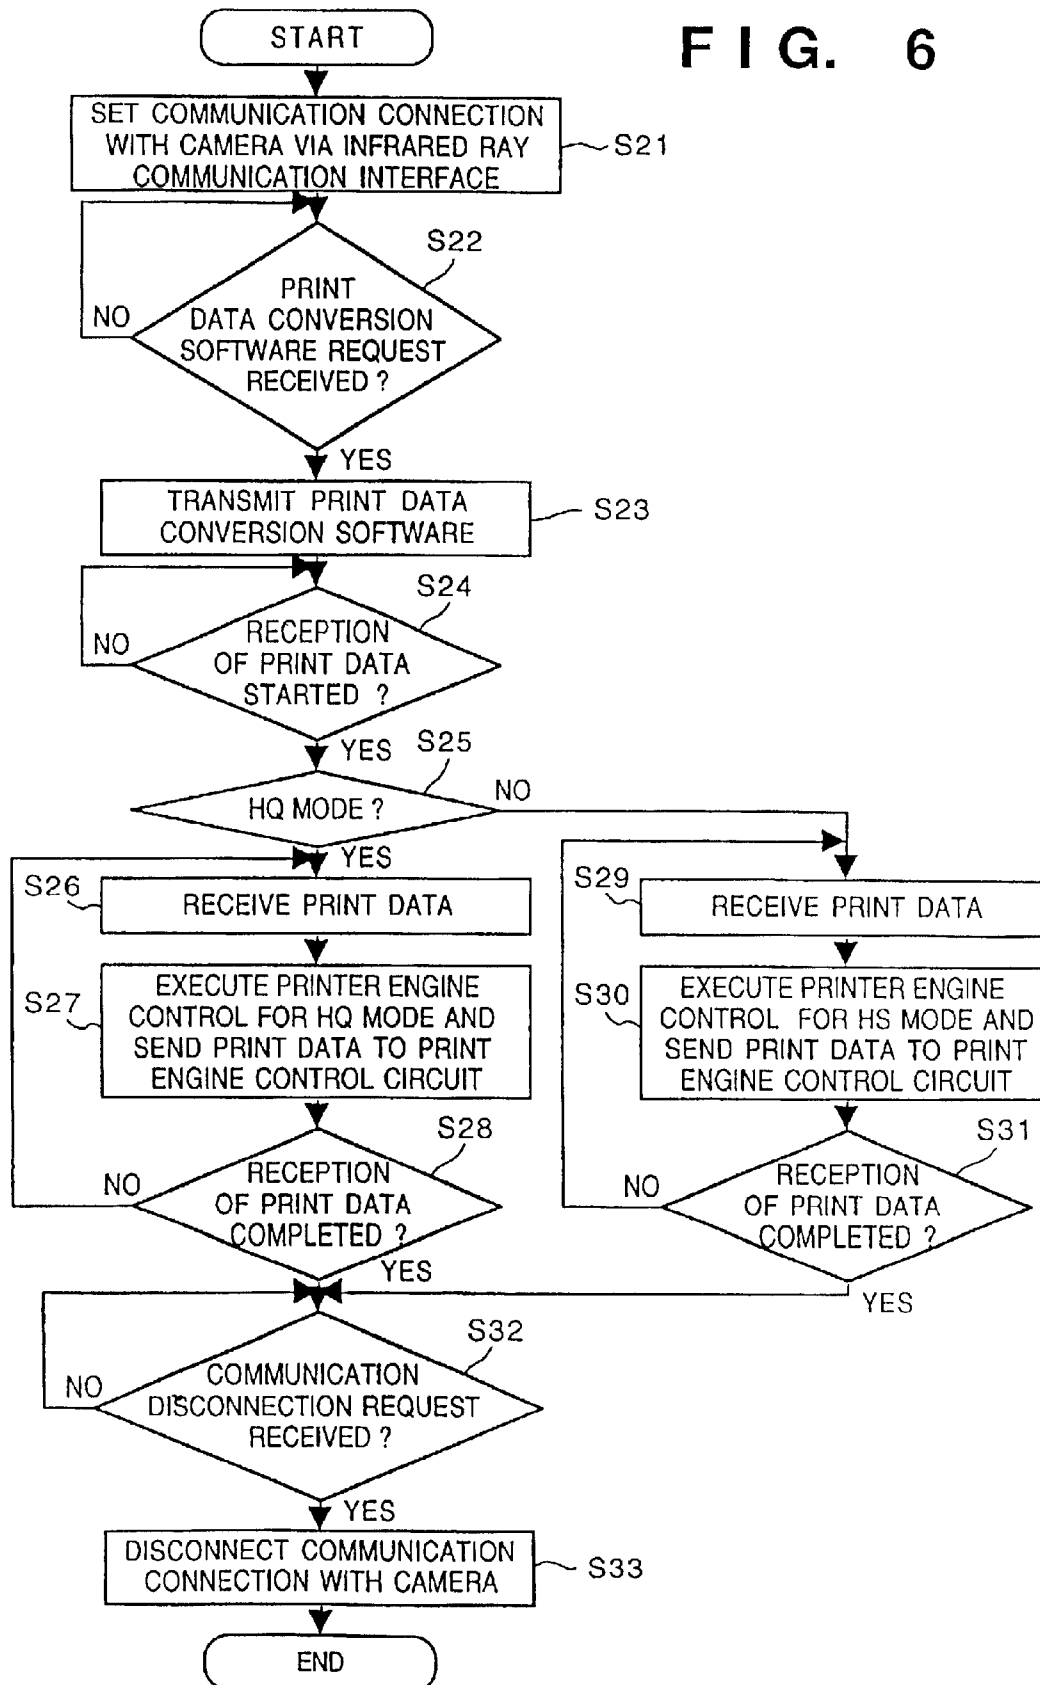 FIG. 6
START
SET COMMUNICATION CONNECTION
WITH CAMERA VIA INFRARED RAY
COMMUNICATION INTERFACE
S21
S22
PRINT
DATA CONVERSION
SOFTWARE REQUEST
RECEIVED ?
NO
YES
TRANSMIT PRINT DATA
CONVERSION SOFTWARE
S23
S24
RECEPTION
OF PRINT DATA
STARTED ?
NO
YES
S25
HQ MODE ?
NO
YES
S26
RECEIVE PRINT DATA
S27
EXECUTE PRINTER ENGINE
CONTROL FOR HQ MODE AND
SEND PRINT DATA TO PRINT
ENGINE CONTROL CIRCUIT
S28
RECEPTION
OF PRINT DATA
COMPLETED ?
NO
YES
S29
RECEIVE PRINT DATA
S30
EXECUTE PRINTER ENGINE
CONTROL FOR HS MODE AND
SEND PRINT DATA TO PRINT
ENGINE CONTROL CIRCUIT
S31
RECEPTION
OF PRINT DATA
COMPLETED ?
NO
YES
S32
COMMUNICATION
DISCONNECTION REQUEST
RECEIVED ?
NO
YES
DISCONNECT COMMUNICATION
CONNECTION WITH CAMERA
S33
END